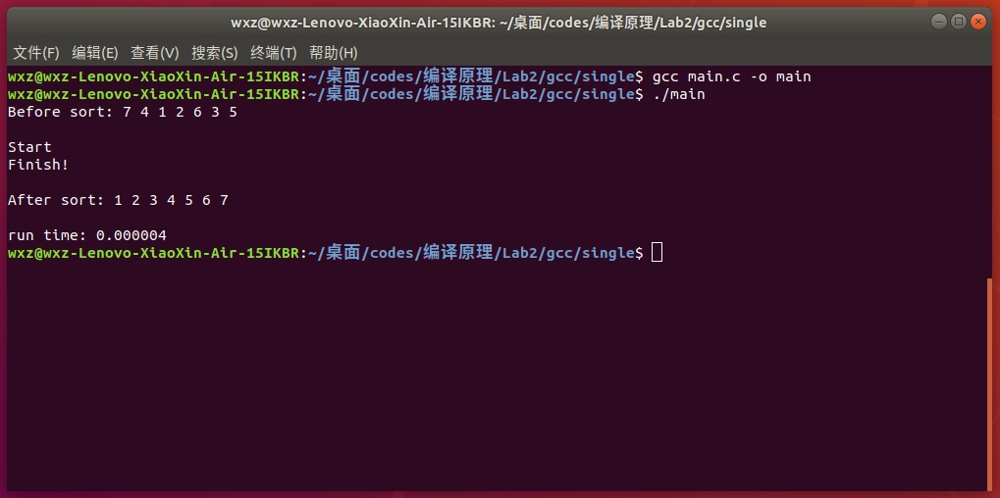 wxz@wxz-Lenovo-XiaoXin-Air-15IKBR: ~/桌面/codes/编译原理/Lab2/gcc/single
文件(F) 编辑(E) 查看(V) 搜索(S) 终端(T) 帮助(H)
wxz@wxz-Lenovo-XiaoXin-Air-15IKBR:~/桌面/codes/编译原理/Lab2/gcc/single$ gcc main.c -o main
wxz@wxz-Lenovo-XiaoXin-Air-15IKBR:~/桌面/codes/编译原理/Lab2/gcc/single$ ./main
Before sort: 7 4 1 2 6 3 5
Start
Finish!
After sort: 1 2 3 4 5 6 7
run time: 0.000004
wxz@wxz-Lenovo-XiaoXin-Air-15IKBR:~/桌面/codes/编译原理/Lab2/gcc/single$